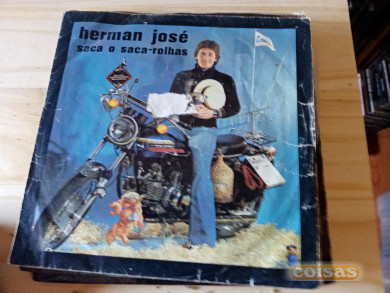 herman josé
saca o saca-rolhas
coisas